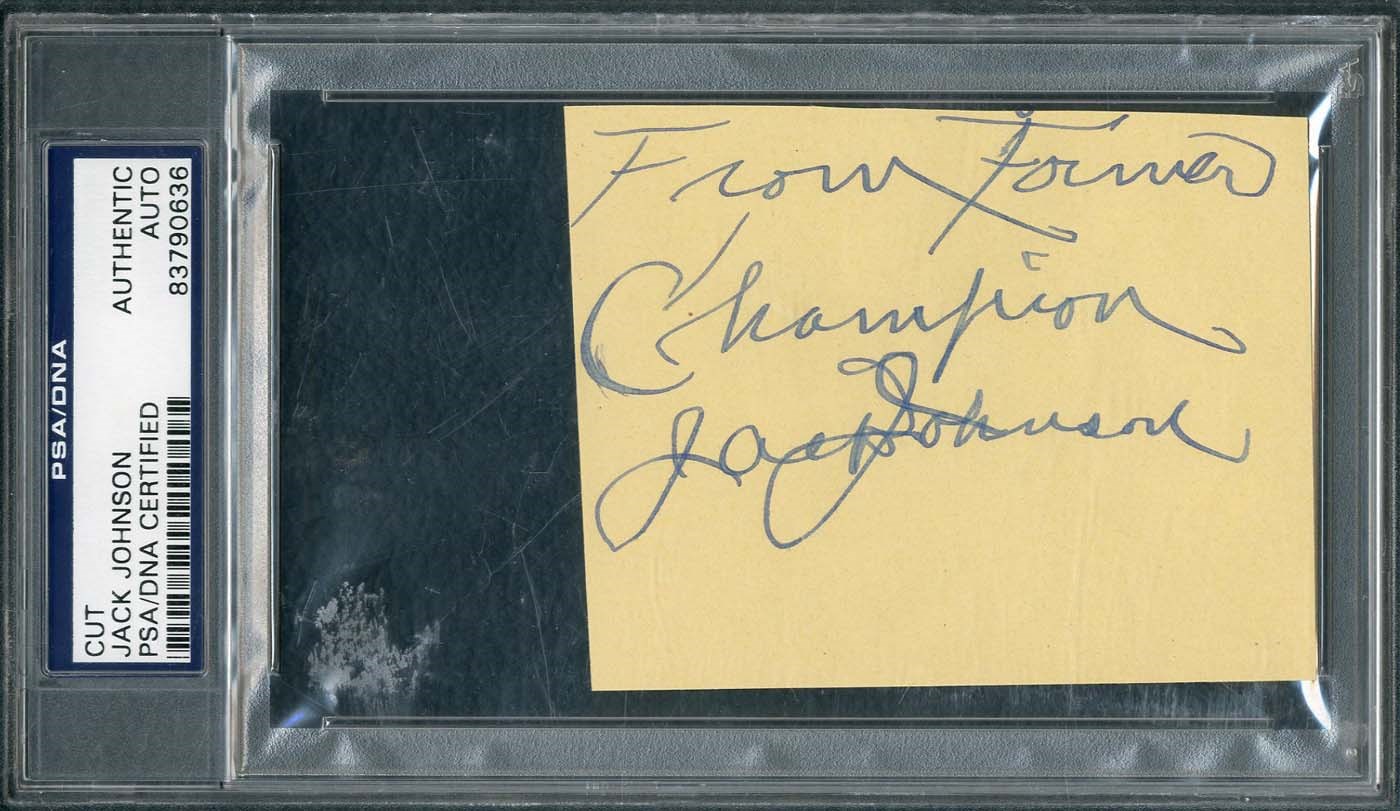 PSA/DNA
CUT
JACK JOHNSON
PSA/DNA CERTIFIED
AUTHENTIC
AUTO
83790636
From Former
Champion
Jack Johnson